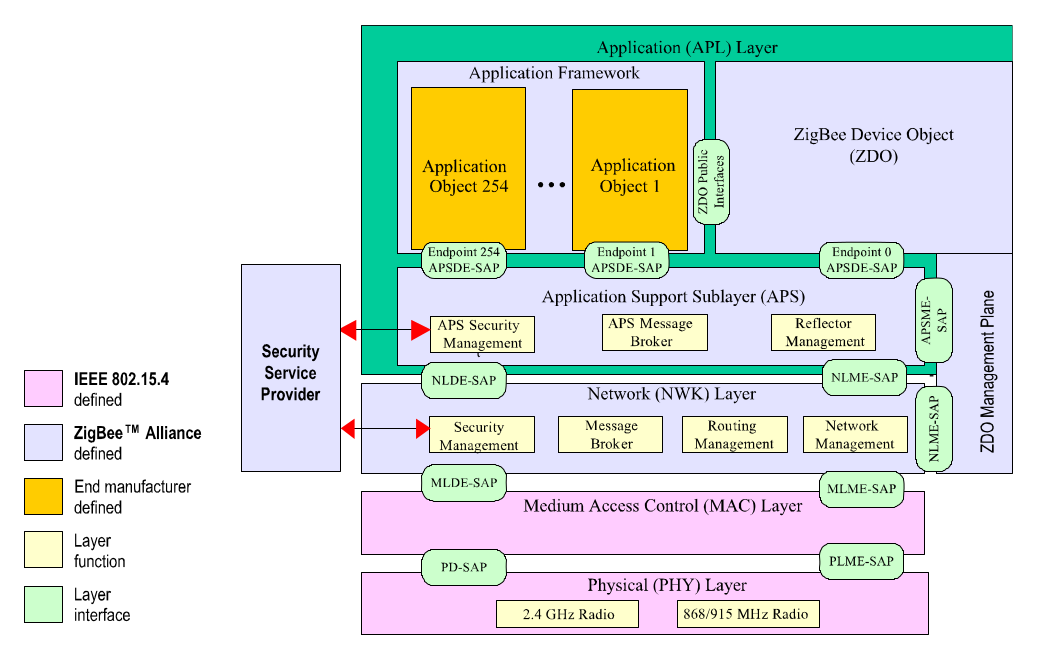 Application (APL) Layer
Application Framework
Application
Object 254
Application
Object 1
ZDO Public
Interfaces
ZigBee Device Object
(ZDO)
Endpoint 254
APSDE-SAP
Endpoint 1
APSDE-SAP
Endpoint 0
APSDE-SAP
Application Support Sublayer (APS)
APS Security
Management
APS Message
Broker
Reflector
Management
APSME-
SAP
ZDO Management Plane
Security
Service
Provider
NLDE-SAP
NLME-SAP
Network (NWK) Layer
Security
Management
Message
Broker
Routing
Management
Network
Management
NLME-SAP
MLDE-SAP
MLME-SAP
Medium Access Control (MAC) Layer
PD-SAP
PLME-SAP
Physical (PHY) Layer
2.4 GHz Radio
868/915 MHz Radio
IEEE 802.15.4
defined
ZigBee™ Alliance
defined
End manufacturer
defined
Layer
function
Layer
interface